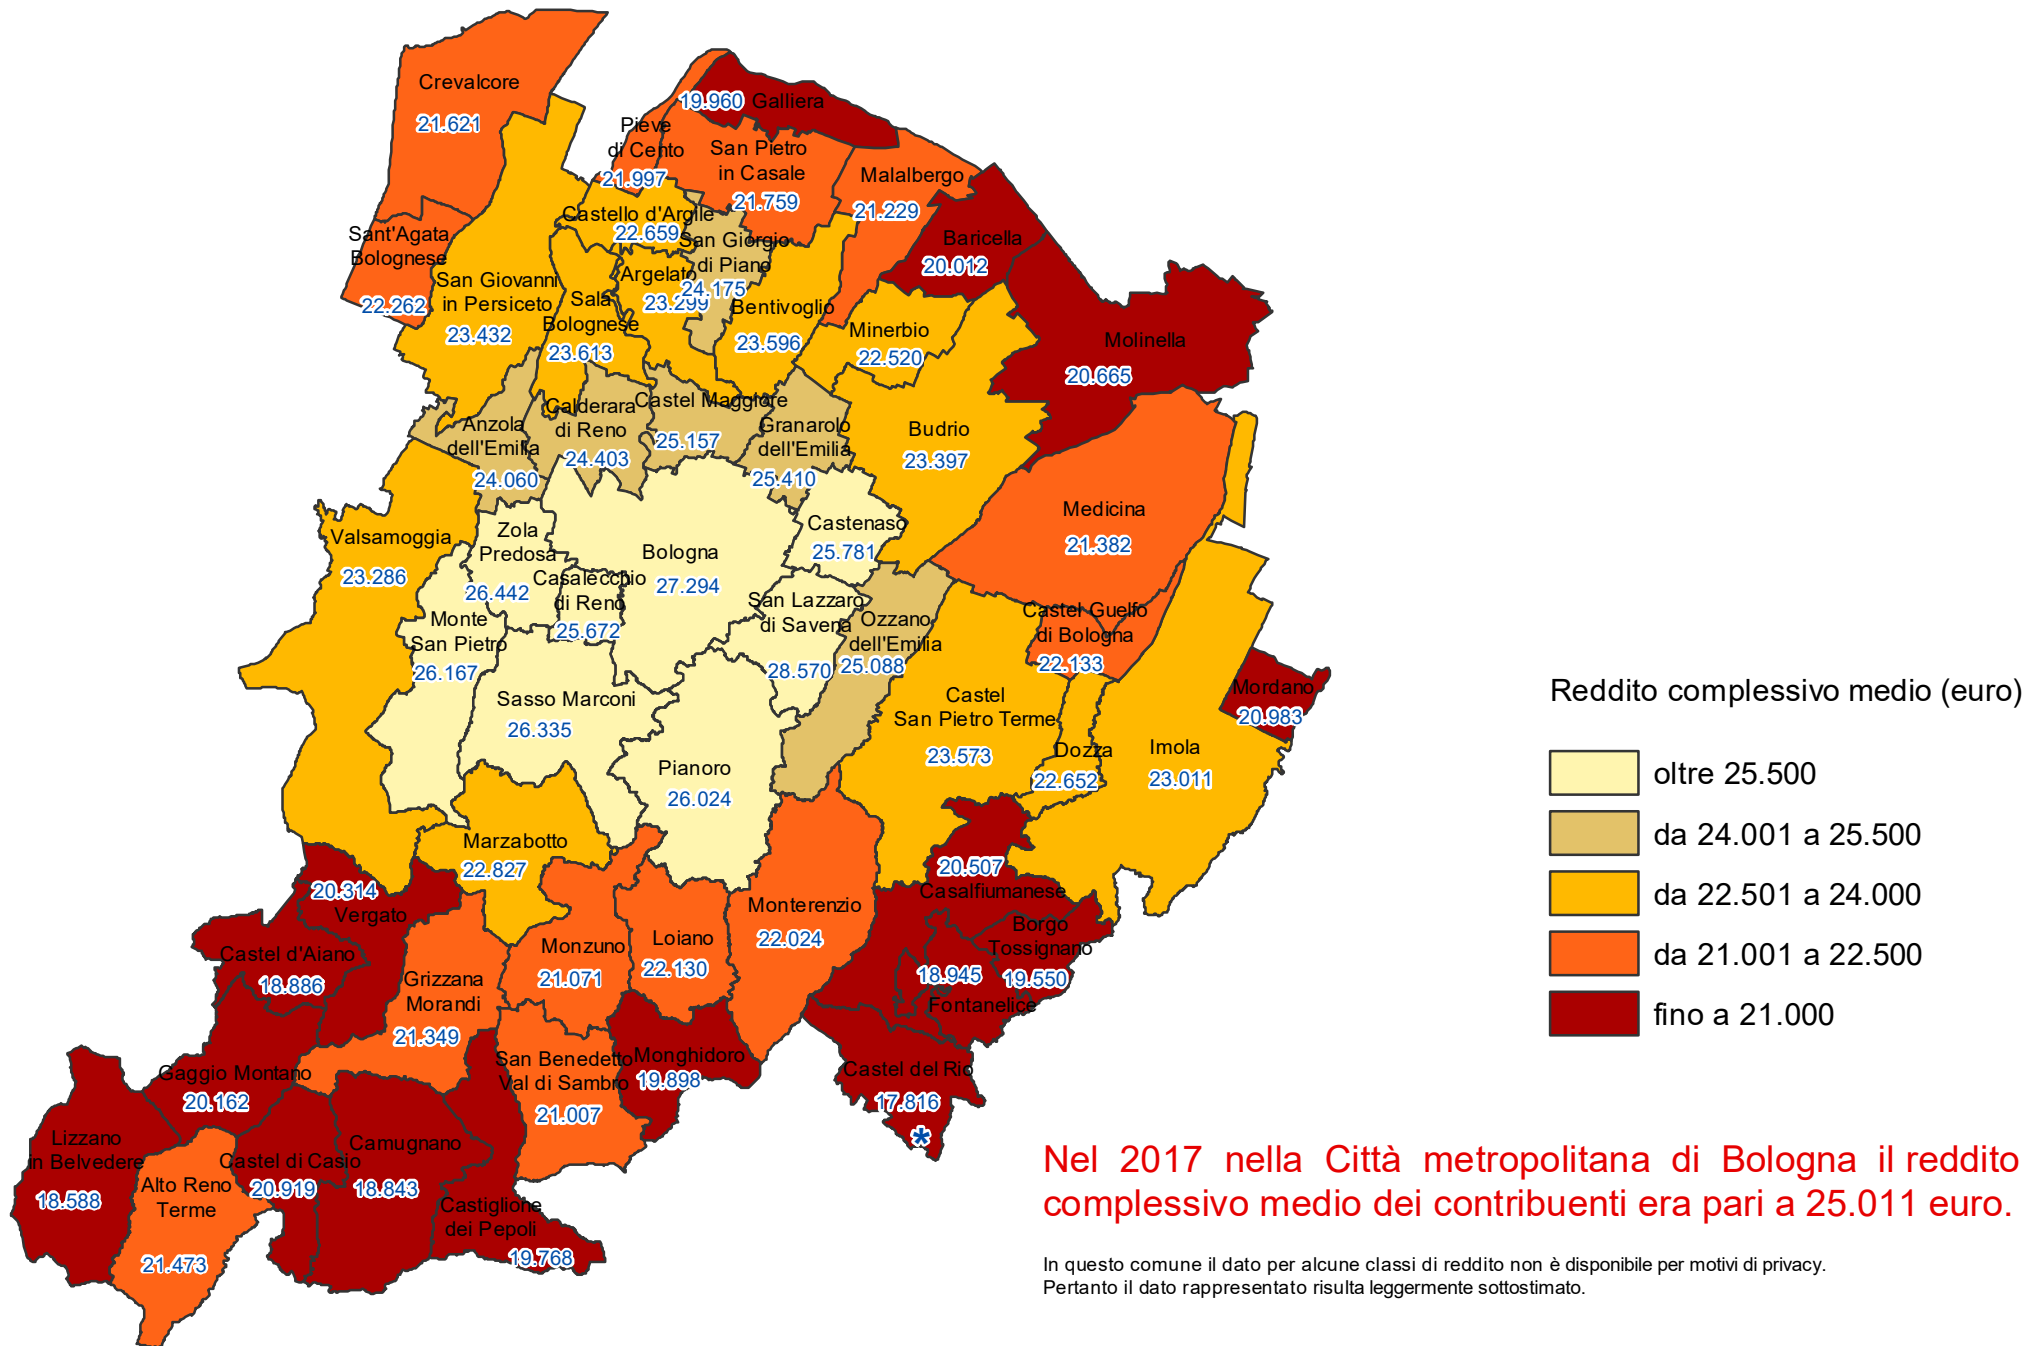 Crevalcore
21.621
19.960 Galliera
Pieve
di Cento
21.997
San Pietro
in Casale
21.759
Malalbergo
21.229
Sant'Agata
Bolognese
22.262
San Giovanni
in Persiceto
23.432
Castello d'Argile
22.659
San Giorgio
di Piano
24.175
Argelato
23.299
Baricella
20.012
Sala
Bolognese
23.613
Bentivoglio
23.596
Minerbio
22.520
Molinella
20.665
Anzola
dell'Emilia
24.060
Calderara
di Reno
24.403
Castel Maggiore
25.157
Granarolo
dell'Emilia
25.410
Budrio
23.397
Valsamoggia
23.286
Zola
Predosa
26.442
Casalecchio
di Reno
25.672
Bologna
27.294
Castenaso
25.781
Medicina
21.382
Monte
San Pietro
26.167
San Lazzaro
di Savena
28.570
Ozzano
dell'Emilia
25.088
Castel Guelfo
di Bologna
22.133
Sasso Marconi
26.335
Pianoro
26.024
Castel
San Pietro Terme
23.573
Dozza
22.652
Imola
23.011
Mordano
20.983
Marzabotto
22.827
20.314
Vergato
Castel d'Aiano
18.886
Grizzana
Morandi
21.349
Monzuno
21.071
Loiano
22.130
Monterenzio
22.024
20.507
Casalfiumanese
Borgo
Tossignano
19.550
18.945
Fontanelice
Gaggio Montano
20.162
San Benedetto
Val di Sambro
21.007
Monghidoro
19.898
Castel del Rio
17.816
*
Lizzano
in Belvedere
18.588
Alto Reno
Terme
21.473
Castel di Casio
20.919
Camugnano
18.843
Castiglione
dei Pepoli
19.768
Reddito complessivo medio (euro)
oltre 25.500
da 24.001 a 25.500
da 22.501 a 24.000
da 21.001 a 22.500
fino a 21.000
Nel 2017 nella Città metropolitana di Bologna il reddito
complessivo medio dei contribuenti era pari a 25.011 euro.
In questo comune il dato per alcune classi di reddito non è disponibile per motivi di privacy.
Pertanto il dato rappresentato risulta leggermente sottostimato.